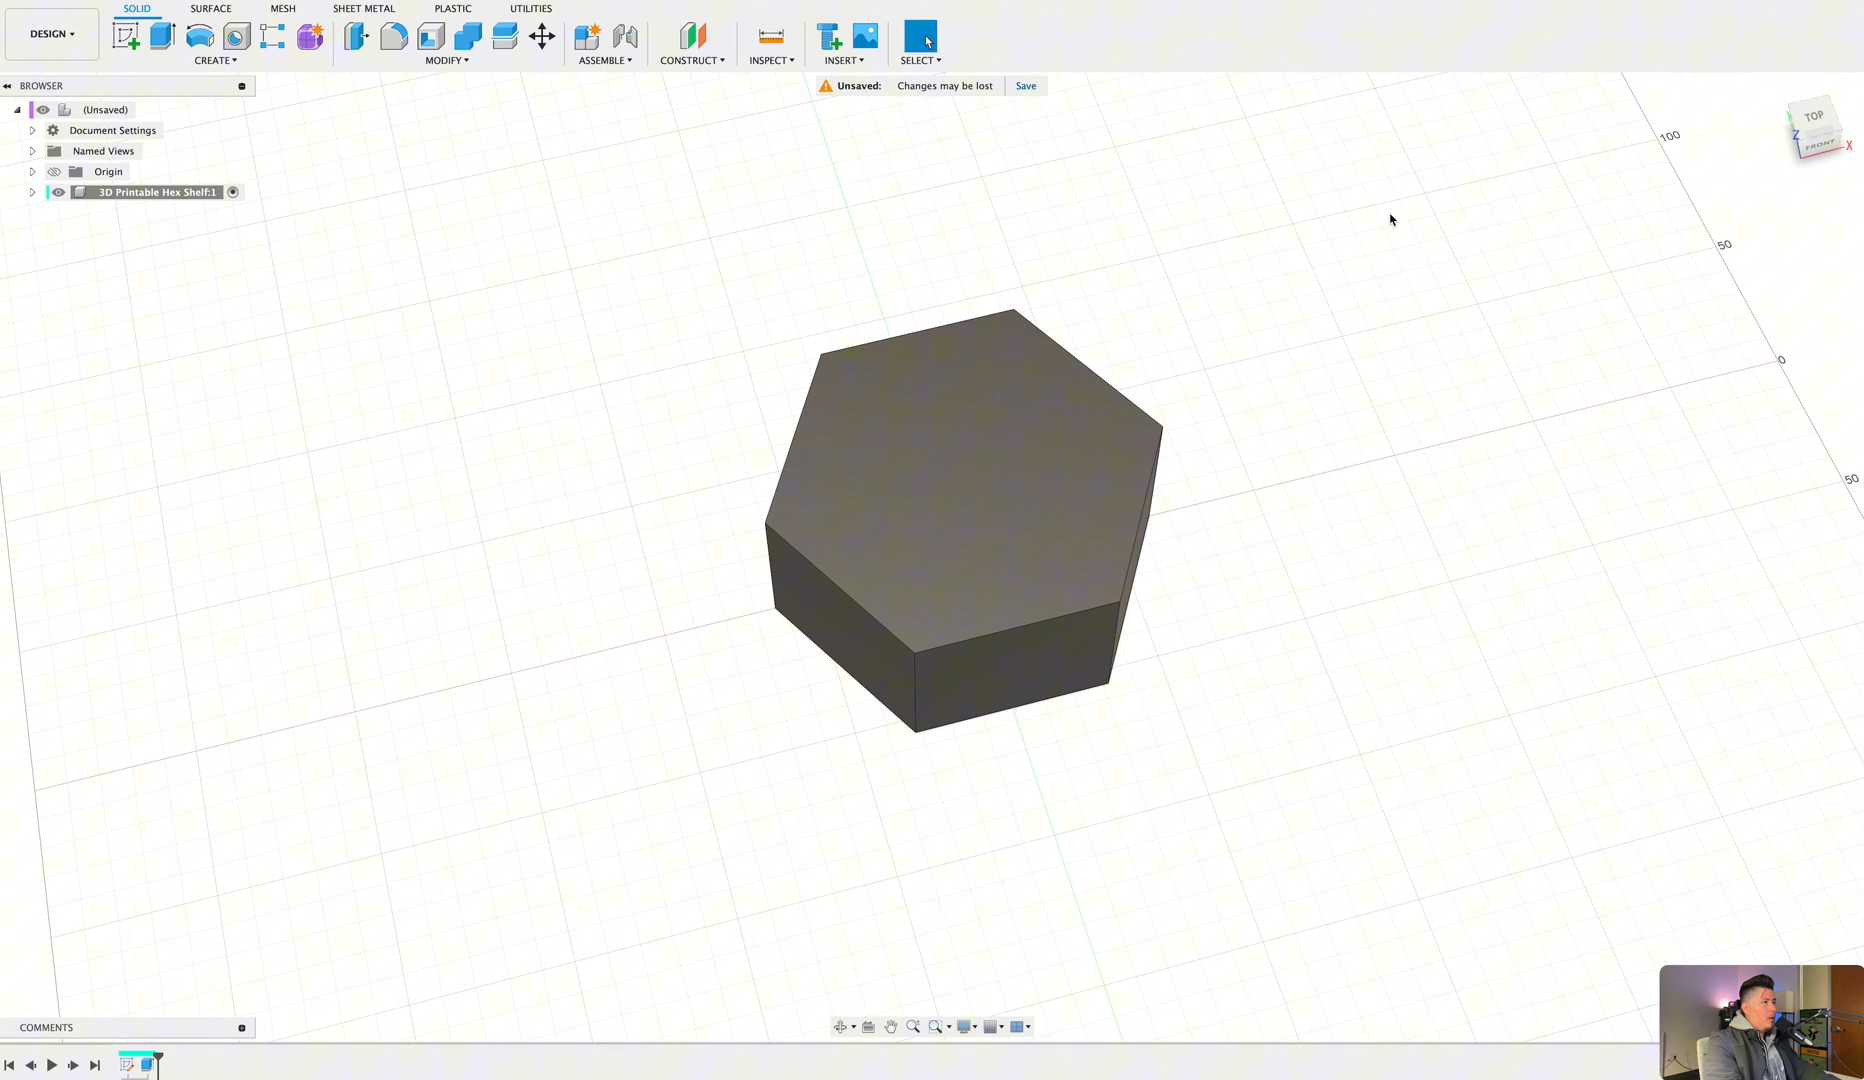 SOLID SURFACE MESH SHEET METAL PLASTIC UTILITIES
DESIGN
CREATE MODIFY ASSEMBLE CONSTRUCT INSPECT INSERT SELECT
BROWSER
Unsaved: Changes may be lost Save
(Unsaved)
Document Settings
Named Views
Origin
3D Printable Hex Shelf:1
TOP
FRONT
Z
X
100
50
0
50
COMMENTS